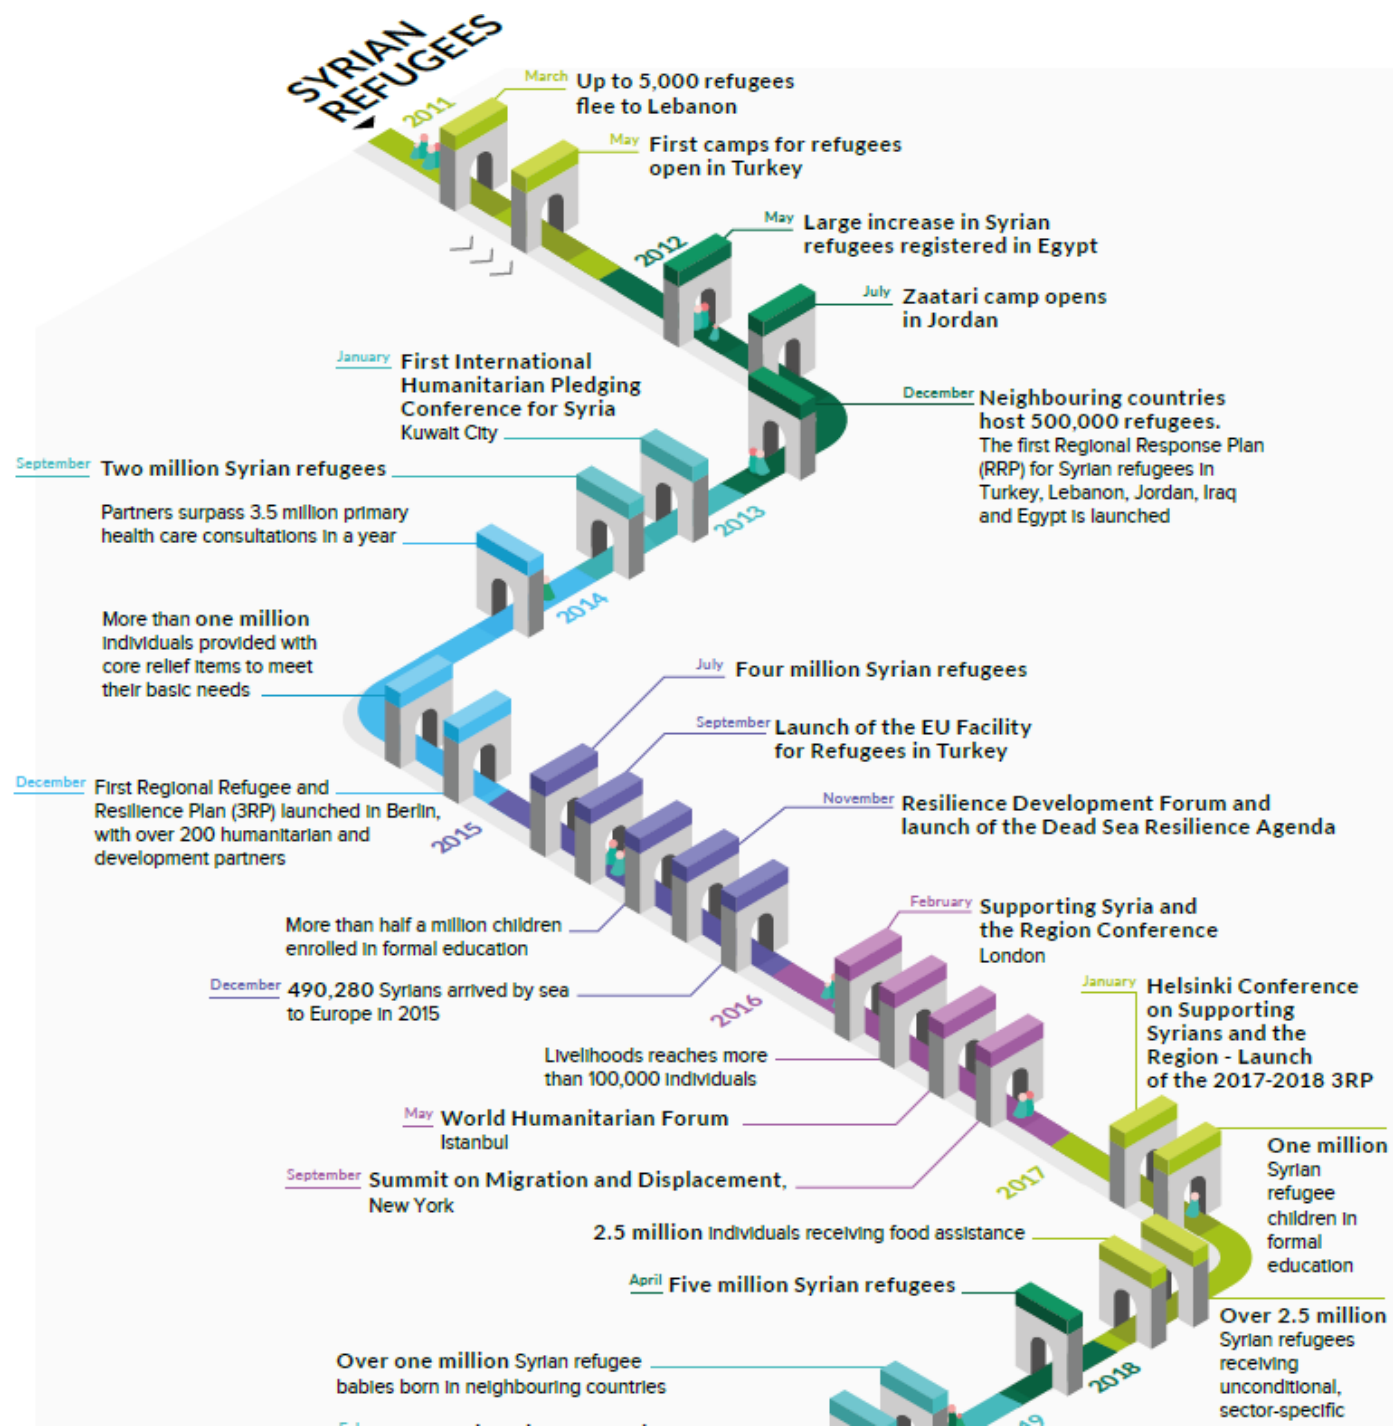 SYRIAN
REFUGEES
2011
March
Up to 5,000 refugees
flee to Lebanon
May
First camps for refugees
open in Turkey
2012
May
Large increase in Syrian
refugees registered in Egypt
July
Zaatari camp opens
in Jordan
December
Neighbouring countries
host 500,000 refugees.
The first Regional Response Plan
(RRP) for Syrian refugees in
Turkey, Lebanon, Jordan, Iraq
and Egypt is launched
January
First International
Humanitarian Pledging
Conference for Syria
Kuwait City
September
Two million Syrian refugees
2013
Partners surpass 3.5 million primary
health care consultations in a year
2014
More than one million
individuals provided with
core relief items to meet
their basic needs
December
First Regional Refugee and
Resilience Plan (3RP) launched in Berlin,
with over 200 humanitarian and
development partners
2015
July
Four million Syrian refugees
September
Launch of the EU Facility
for Refugees in Turkey
November
Resilience Development Forum and
launch of the Dead Sea Resilience Agenda
More than half a million children
enrolled in formal education
December
490,280 Syrians arrived by sea
to Europe in 2015
2016
February
Supporting Syria and
the Region Conference
London
Livelihoods reaches more
than 100,000 individuals
May
World Humanitarian Forum
Istanbul
September
Summit on Migration and Displacement,
New York
2017
January
Helsinki Conference
on Supporting
Syrians and the
Region - Launch
of the 2017-2018 3RP
One million
Syrian
refugee
children in
formal
education
2.5 million individuals receiving food assistance
Over 2.5 million
Syrian refugees
receiving
unconditional,
sector-specific
April
Five million Syrian refugees
2018
Over one million Syrian refugee
babies born in neighbouring countries